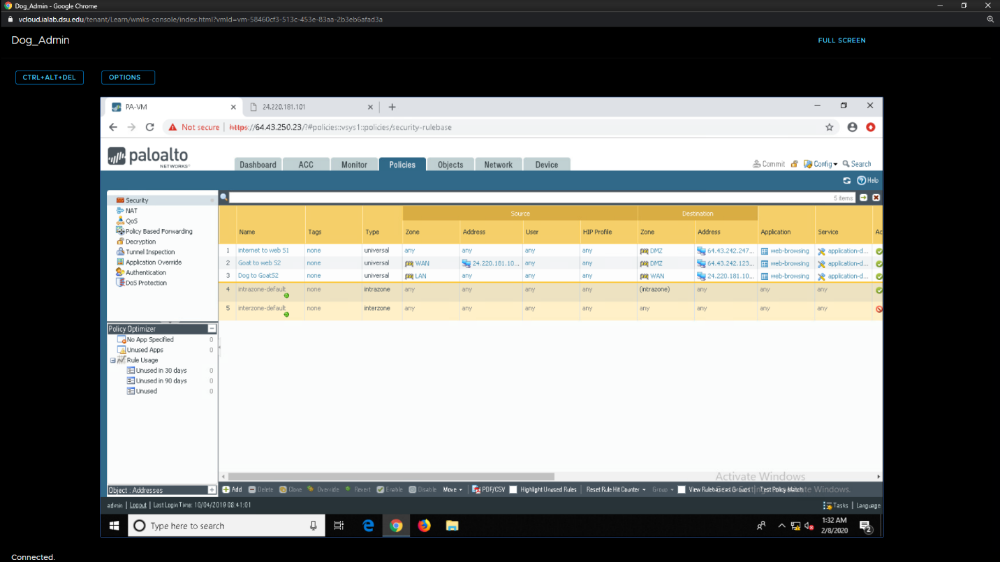 Dog_Admin - Google Chrome
vcloud.ialab.dsu.edu/tenant/Learn/wmks-console/index.html?vmId=vm-58460cf3-513c-453e-83aa-2b3eb6afad3a
Dog_Admin
FULL SCREEN
CTRL+ALT+DEL OPTIONS
PA-VM 24.220.181.101
Not secure https://64.43.250.23/?#policies::vsys1::policies/security-rulebase
paloalto
NETWORKS
Dashboard ACC Monitor Policies Objects Network Device
Commit Config Search
Help
Security
NAT
QoS
Policy Based Forwarding
Decryption
Tunnel Inspection
Application Override
Authentication
DoS Protection
Policy Optimizer
No App Specified 0
Unused Apps 0
Rule Usage
Unused in 30 days 0
Unused in 90 days 0
Unused 0
Object : Addresses
5 items
Source Destination
Name Tags Type Zone Address User HIP Profile Zone Address Application Service Ac
1 internet to web S1 none universal any any any any DMZ 64.43.242.247... web-browsing application-d...
2 Goat to web S2 none universal WAN 24.220.181.10... any any DMZ 64.43.242.123... web-browsing application-d...
3 Dog to GoatS2 none universal LAN any any any WAN 24.220.181.10... web-browsing application-d...
4 intrazone-default none intrazone any any any any (intrazone) any any any
5 interzone-default none interzone any any any any any any any any
Activate Windows
Add Delete Clone Override Revert Enable Disable Move PDF/CSV Highlight Unused Rules Reset Rule Hit Counter Group View Rulebase as Groups Test Policy Match
admin | Logout | Last Login Time: 10/04/2019 08:41:01
Tasks | Language
Type here to search
1:32 AM
2/8/2020
2
Connected.